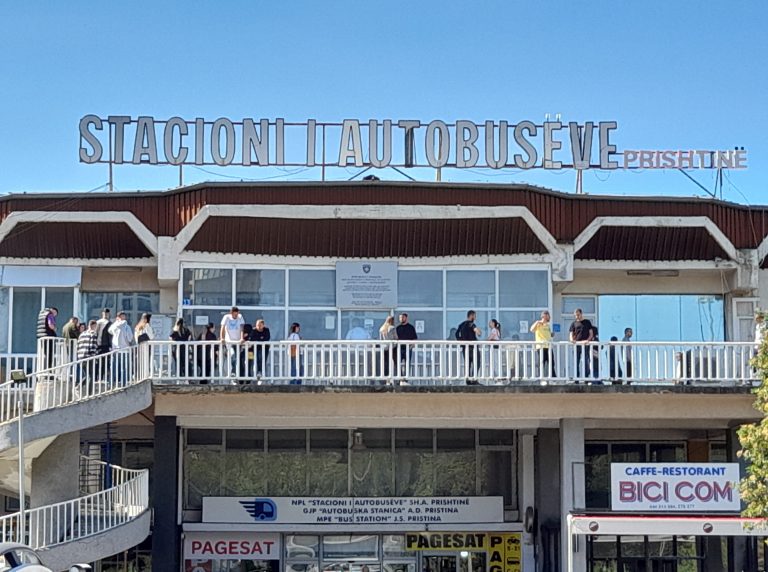 STACIONI I AUTOBUSËVE PRISHTINË
NPL "STACIONI I AUTOBUSËVE" SH.A. PRISHTINË
GJP "AUTOBUSKA STANICA" A.D. PRISTINA
MPE "BUS STATION" J.S. PRISTINA
CAFFE-RESTORANT
BICI COM
PAGESAT
PAGESAT